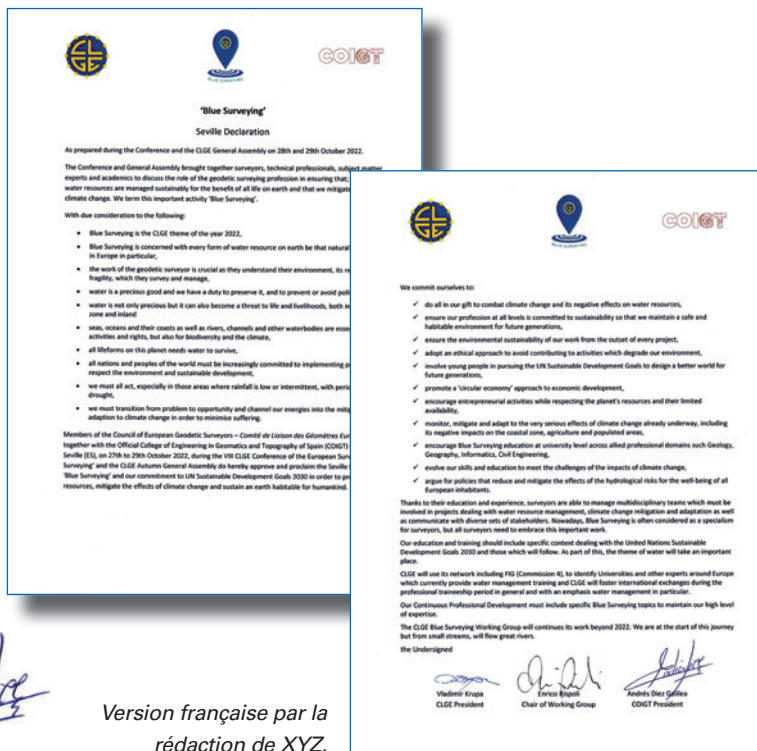 CLGE
BLUE SURVEYING
COIGT
'Blue Surveying'
Seville Declaration
As prepared during the Conference and the CLGE General Assembly on 28th and 29th October 2022.
The Conference and General Assembly brought together surveyors, technical professionals, subject matter
experts and academics to discuss the role of the geodetic surveying profession in ensuring that;
water resources are managed sustainably for the benefit of all life on earth and that we mitigate
climate change. We term this important activity 'Blue Surveying'.
With due consideration to the following:
• Blue Surveying is the CLGE theme of the year 2022,
• Blue Surveying is concerned with every form of water resource on earth be that natural
in Europe in particular,
• the work of the geodetic surveyor is crucial as they understand their environment, its
fragility, which they survey and manage,
• water is a precious good and we have a duty to preserve it, and to prevent or avoid
• water is not only precious but it can also become a threat to life and livelihoods, both in
zone and inland
• seas, oceans and their coasts as well as rivers, channels and other waterbodies are
activities and rights, but also for biodiversity and the climate,
• all lifeforms on this planet needs water to survive,
• all nations and peoples of the world must be increasingly committed to implementing
respect the environment and sustainable development,
• we must all act, especially in those areas where rainfall is low or intermittent, with
drought,
• we must transition from problem to opportunity and channel our energies into the
adaption to climate change in order to minimise suffering.
Members of the Council of European Geodetic Surveyors – Comité de Liaison des Géomètres
together with the Official College of Engineering in Geomatics and Topography of Spain (COIGT)
Seville (ES), on 27th to 29th October 2022, during the VIII CLGE Conference of the European
Surveying' and the CLGE Autumn General Assembly do hereby approve and proclaim the Seville
'Blue Surveying' and our commitment to UN Sustainable Development Goals 2030 in order to
resources, mitigate the effects of climate change and sustain an earth habitable for humankind.
CLGE
BLUE SURVEYING
COIGT
We commit ourselves to:
✓ do all in our gift to combat climate change and its negative effects on water resources,
✓ ensure our profession at all levels is committed to sustainability so that we maintain a safe and
habitable environment for future generations,
✓ ensure the environmental sustainability of our work from the outset of every project,
✓ adopt an ethical approach to avoid contributing to activities which degrade our environment,
✓ involve young people in pursuing the UN Sustainable Development Goals to design a better world for
future generations,
✓ promote a 'circular economy' approach to economic development,
✓ encourage entrepreneurial activities while respecting the planet's resources and their limited
availability,
✓ monitor, mitigate and adapt to the very serious effects of climate change already underway, including
its negative impacts on the coastal zone, agriculture and populated areas,
✓ encourage Blue Surveying education at university level across allied professional domains such Geology,
Geography, Informatics, Civil Engineering,
✓ evolve our skills and education to meet the challenges of the impacts of climate change,
✓ argue for policies that reduce and mitigate the effects of the hydrological risks for the well-being of all
European inhabitants.
Thanks to their education and experience, surveyors are able to manage multidisciplinary teams which must be
involved in projects dealing with water resource management, climate change mitigation and adaptation as well
as communicate with diverse sets of stakeholders. Nowadays, Blue Surveying is often considered as a specialism
for surveyors, but all surveyors need to embrace this important work.
Our education and training should include specific content dealing with the United Nations Sustainable
Development Goals 2030 and those which will follow. As part of this, the theme of water will take an important
place.
CLGE will use its network including FIG (Commission 4), to identify Universities and other experts around Europe
which currently provide water management training and CLGE will foster international exchanges during the
professional traineeship period in general and with an emphasis water management in particular.
Our Continuous Professional Development must include specific Blue Surveying topics to maintain our high level
of expertise.
The CLGE Blue Surveying Working Group will continues its work beyond 2022. We are at the start of this journey
but from small streams, will flow great rivers.
the Undersigned
Vladimir Krupa
CLGE President
Enrico Rispoli
Chair of Working Group
Andrés Díez Galilea
COIGT President
Version française par la
rédaction de XYZ.